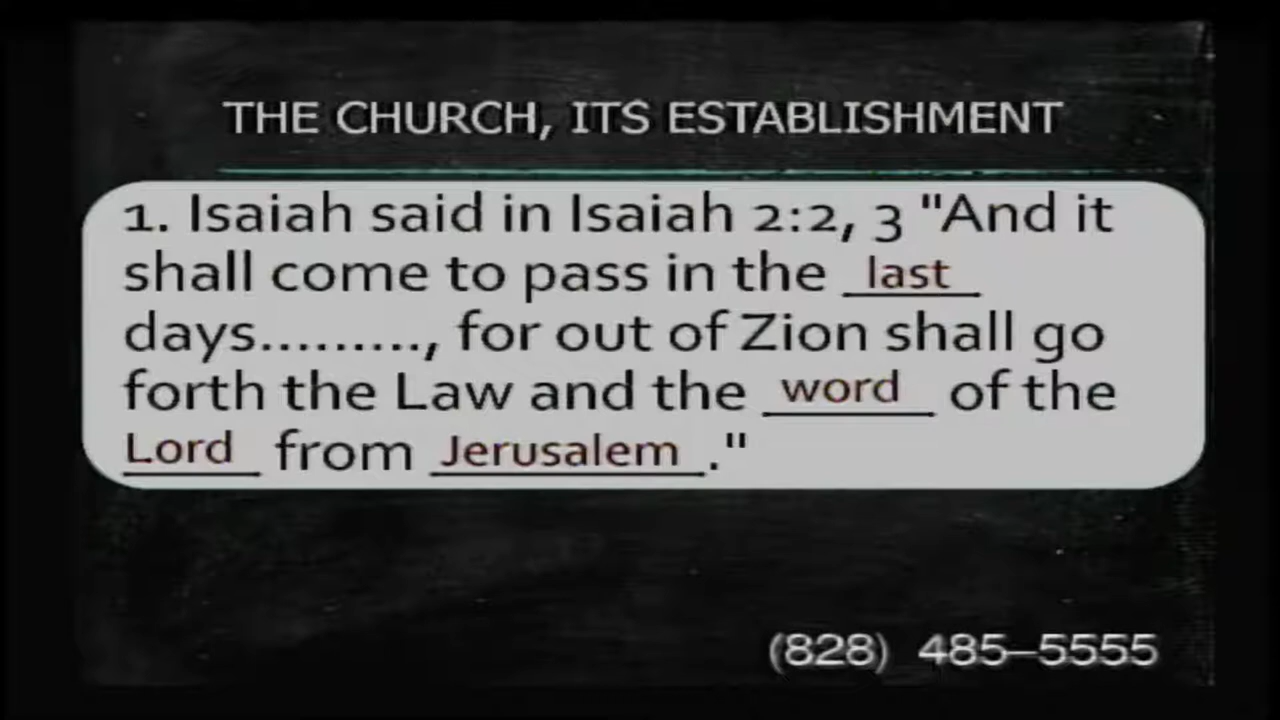 THE CHURCH, ITS ESTABLISHMENT
1. Isaiah said in Isaiah 2:2, 3 "And it
shall come to pass in the last
days………, for out of Zion shall go
forth the Law and the word of the
Lord from Jerusalem."
(828) 485–5555